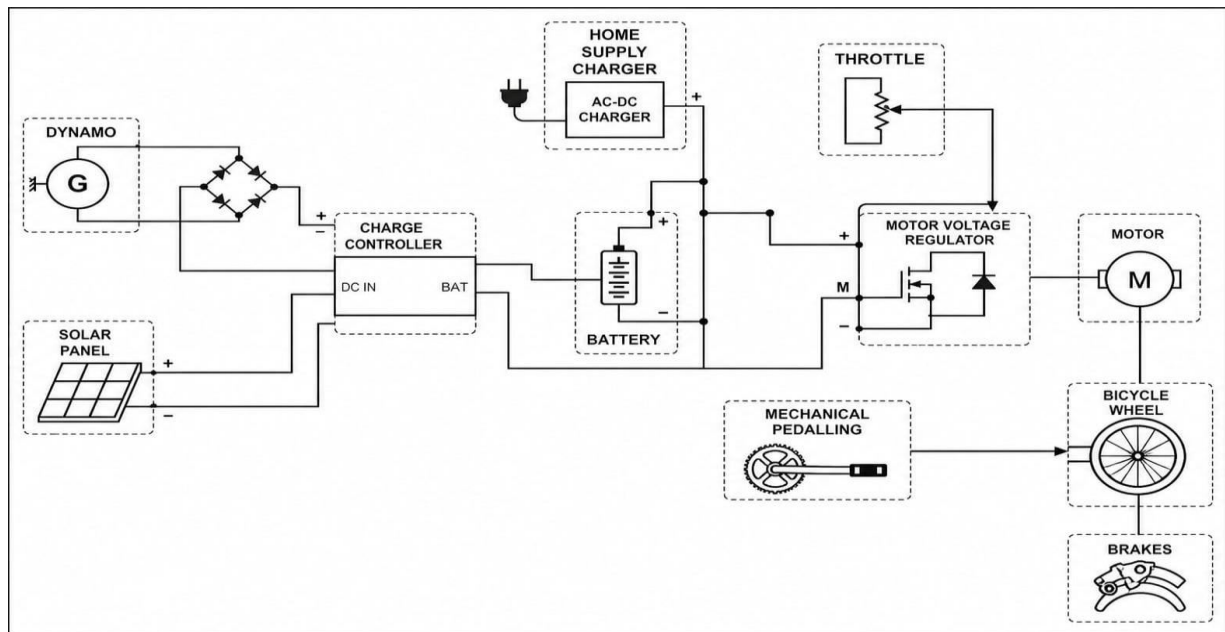 HOME
SUPPLY
CHARGER
AC-DC
CHARGER
+
THROTTLE
DYNAMO
G
+
−
CHARGE
CONTROLLER
DC IN
BAT
+
−
BATTERY
+
M
−
MOTOR VOLTAGE
REGULATOR
MOTOR
M
SOLAR
PANEL
+
−
MECHANICAL
PEDALLING
BICYCLE
WHEEL
BRAKES